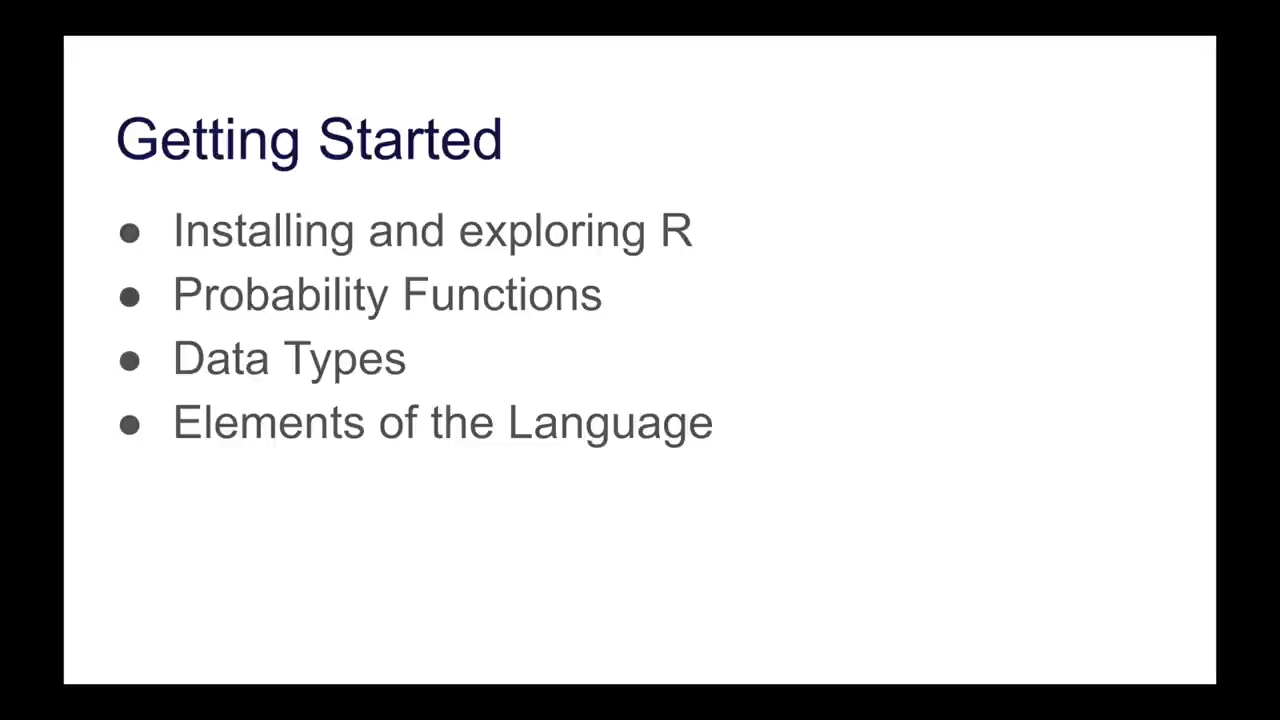 Getting Started
● Installing and exploring R
● Probability Functions
● Data Types
● Elements of the Language